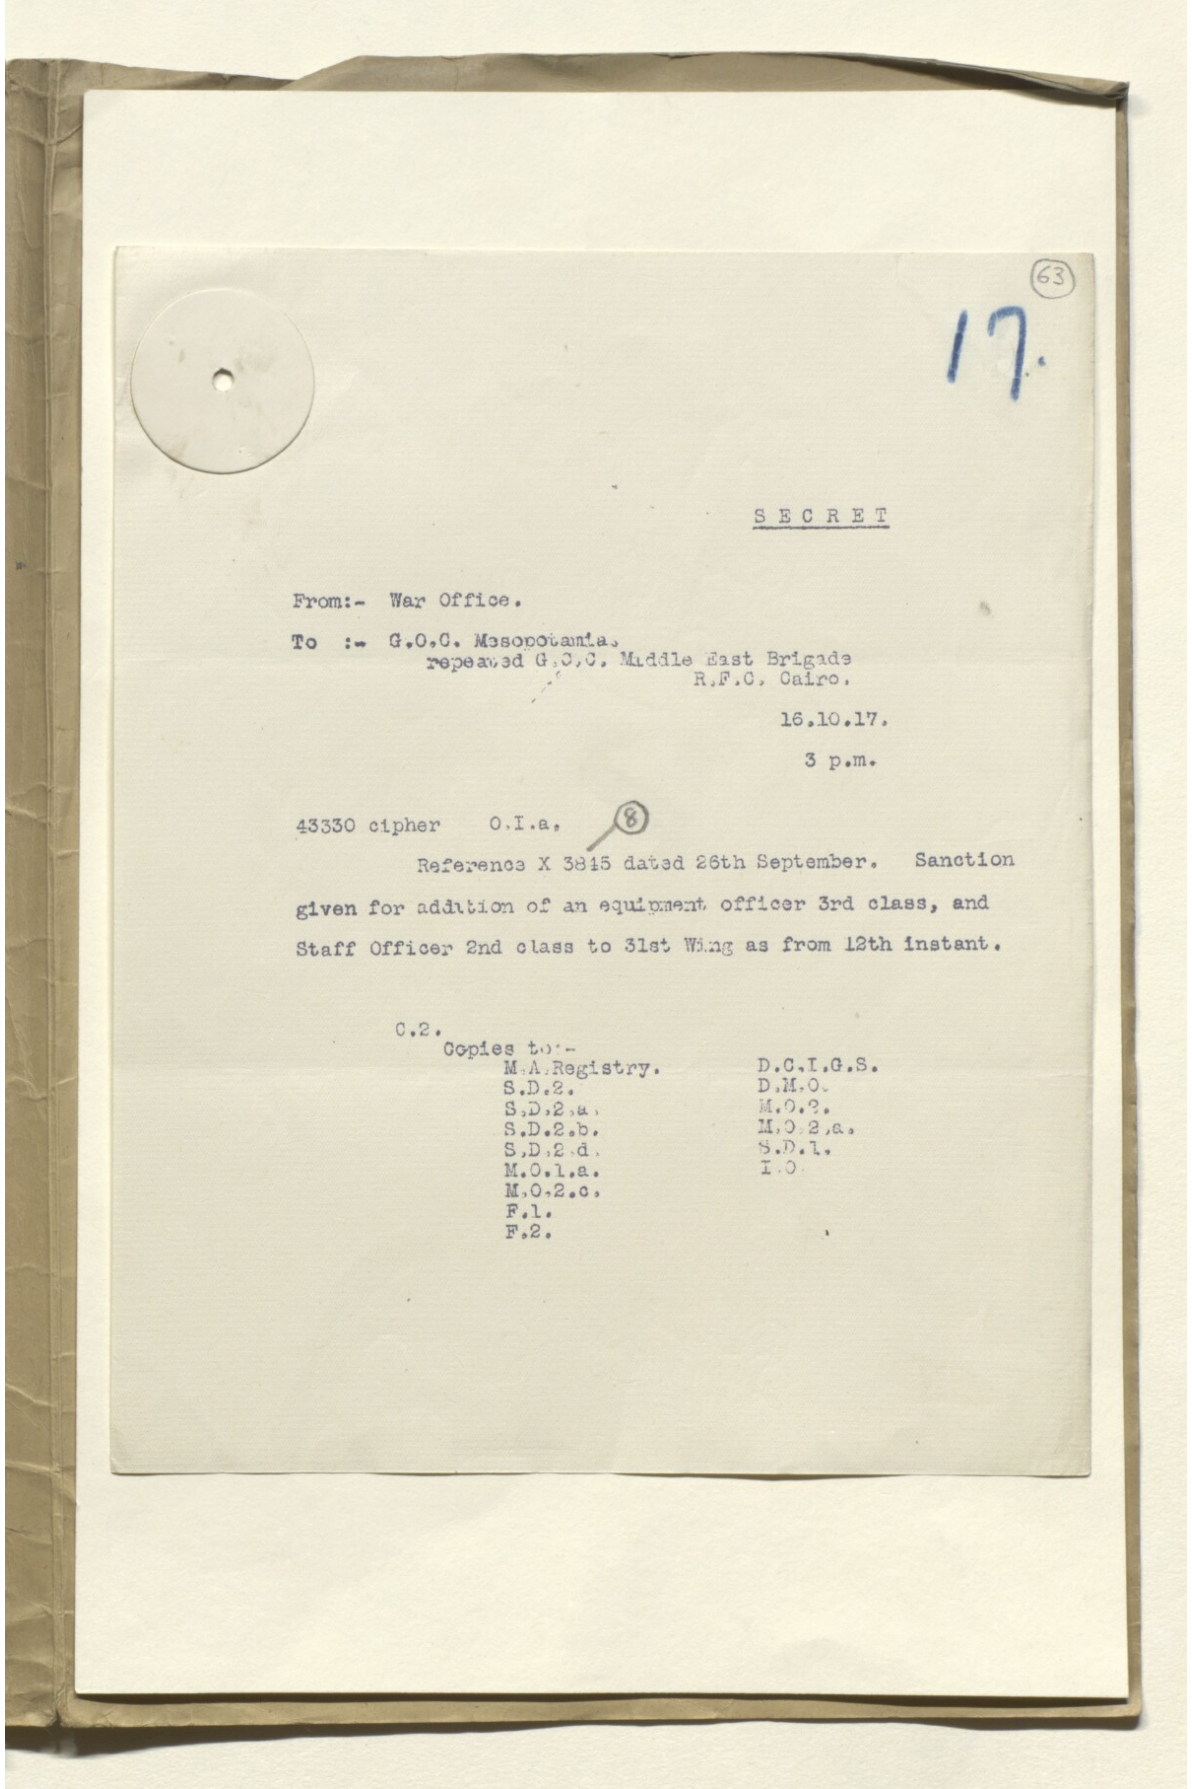 63
17.
SECRET
From:- War Office.
To :- G.O.C. Mesopotamia,
repeated G.O.C. Middle East Brigade
R.F.C. Cairo.
16.10.17.
3 p.m.
43330 cipher O.I.a. 8
Reference X 3845 dated 26th September. Sanction
given for addition of an equipment officer 3rd class, and
Staff Officer 2nd class to 31st Wing as from 12th instant.
C.2.
Copies to:-
M.A.Registry. D.C.I.G.S.
S.D.2. D.M.O.
S.D.2.a. M.O.2.
S.D.2.b. M.O.2.a.
S.D.2.d. S.D.1.
M.O.1.a. I.O.
M.O.2.c.
F.1.
F.2.